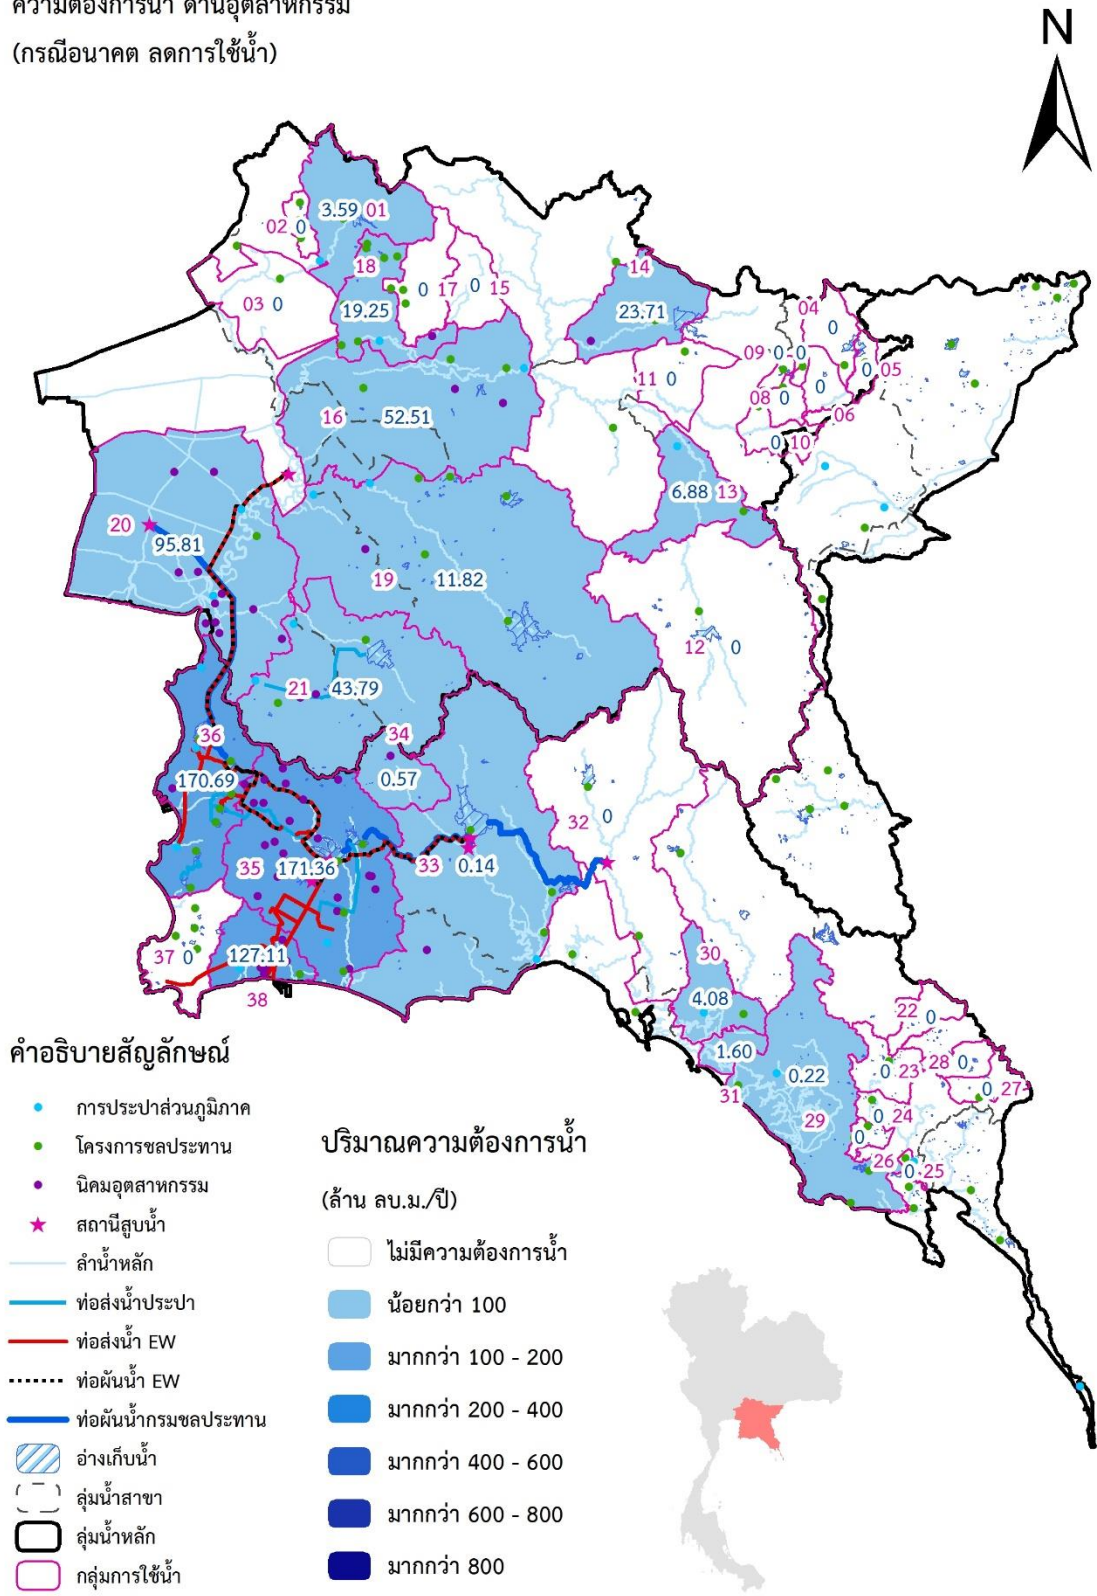 ความต้องการน้ำ ด้านอุตสาหกรรม
(กรณีอนาคต ลดการใช้น้ำ)
N
3.59 01
02 0
18
14
03 0
0 17 0 15
19.25
23.71
04
0
09 0 0
11 0
0 05
08 0
0
06
16 52.51
0 10
6.88 13
20
95.81
19 11.82
12 0
21 43.79
36
34
170.69
0.57
32 0
35 171.36
33 0.14
37 0
127.11
38
30
4.08
22 0
1.60
0.22
0 23 28 0
0 27
31
29
0 24
0
26
0 25
คำอธิบายสัญลักษณ์
การประปาส่วนภูมิภาค
โครงการชลประทาน
นิคมอุตสาหกรรม
สถานีสูบน้ำ
ลำน้ำหลัก
ท่อส่งน้ำประปา
ท่อส่งน้ำ EW
ท่อผันน้ำ EW
ท่อผันน้ำกรมชลประทาน
อ่างเก็บน้ำ
ลุ่มน้ำสาขา
ลุ่มน้ำหลัก
กลุ่มการใช้น้ำ
ปริมาณความต้องการน้ำ
(ล้าน ลบ.ม./ปี)
ไม่มีความต้องการน้ำ
น้อยกว่า 100
มากกว่า 100 - 200
มากกว่า 200 - 400
มากกว่า 400 - 600
มากกว่า 600 - 800
มากกว่า 800